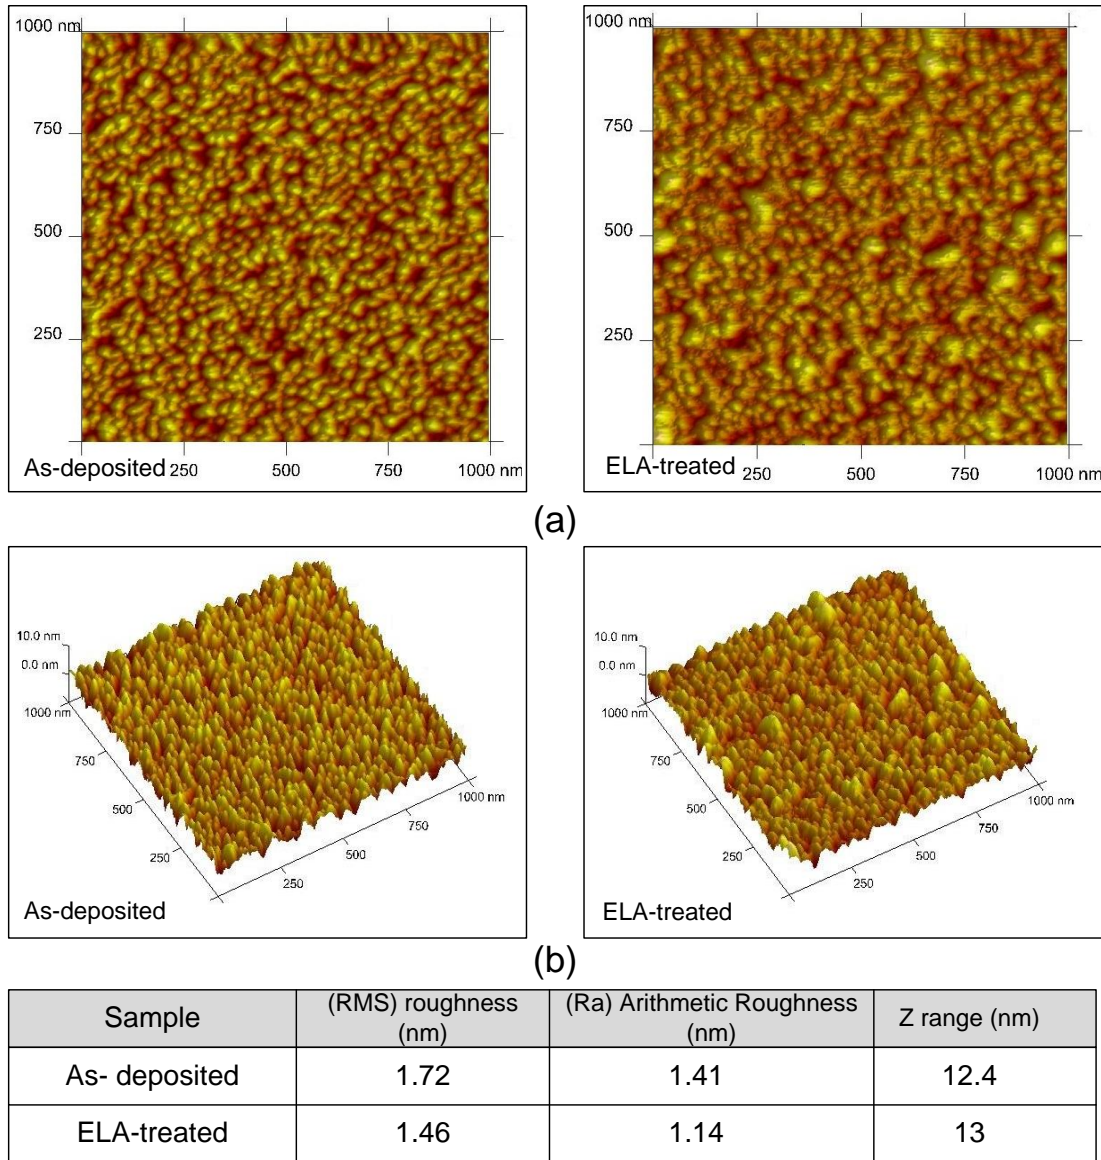 1000 nm
750
500
250
As-deposited 250 500 750 1000 nm
1000 nm
750
500
250
ELA-treated 250 500 750 1000 nm
(a)
10.0 nm
0.0 nm
1000 nm
750
500
250
1000 nm
750
500
250
As-deposited
10.0 nm
0.0 nm
1000 nm
750
500
250
1000 nm
750
500
250
ELA-treated
(b)
Sample (RMS) roughness (nm) (Ra) Arithmetic Roughness (nm) Z range (nm)
As- deposited 1.72 1.41 12.4
ELA-treated 1.46 1.14 13